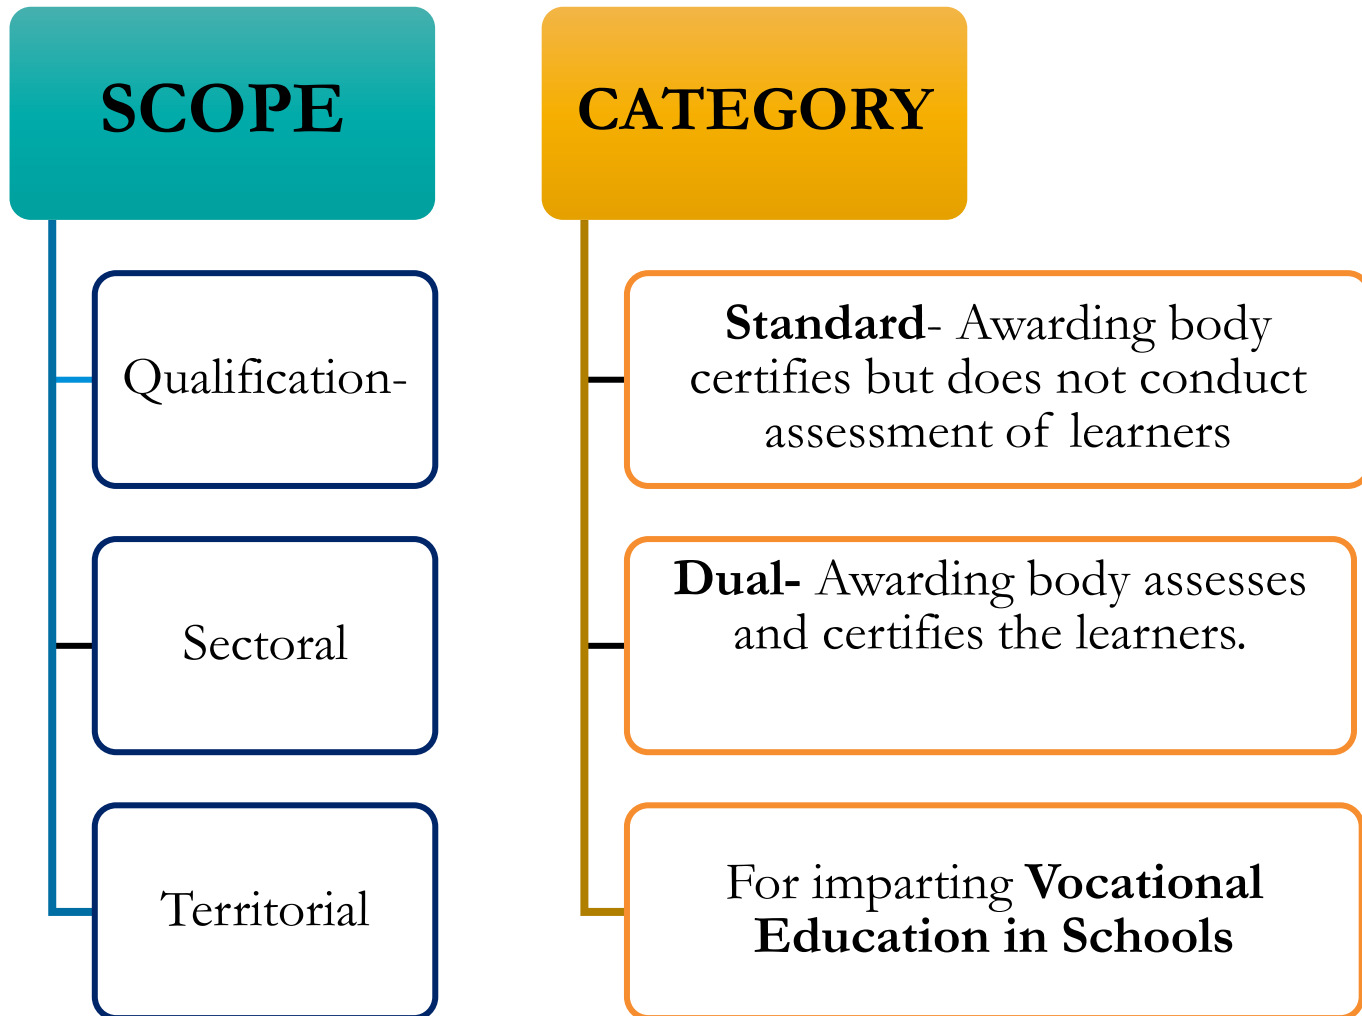 SCOPE
Qualification-
Sectoral
Territorial
CATEGORY
Standard- Awarding body
certifies but does not conduct
assessment of learners
Dual- Awarding body assesses
and certifies the learners.
For imparting Vocational
Education in Schools